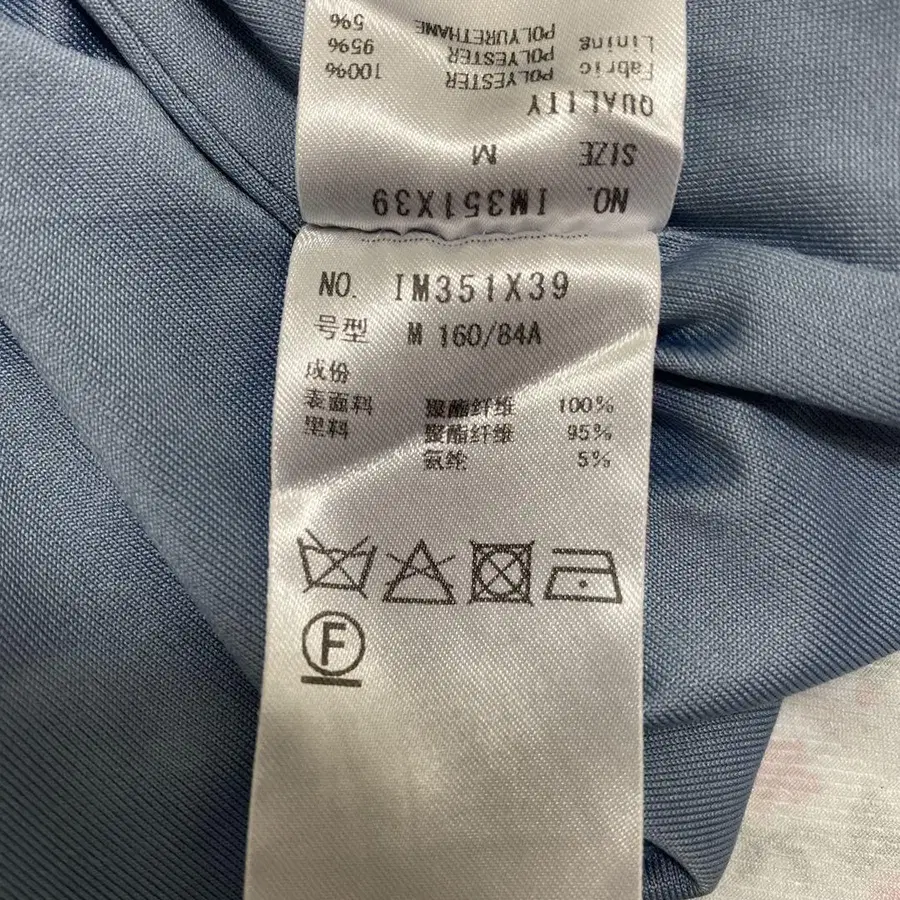 NO. IM351X39
SIZE M
QUALITY
Fabric POLYESTER 100%
Lining POLYESTER 95%
POLYURETHANE 5%
NO. IM351X39
号型 M 160/84A
成份
表面料 聚酯纤维 100%
里料 聚酯纤维 95%
氨纶 5%
F